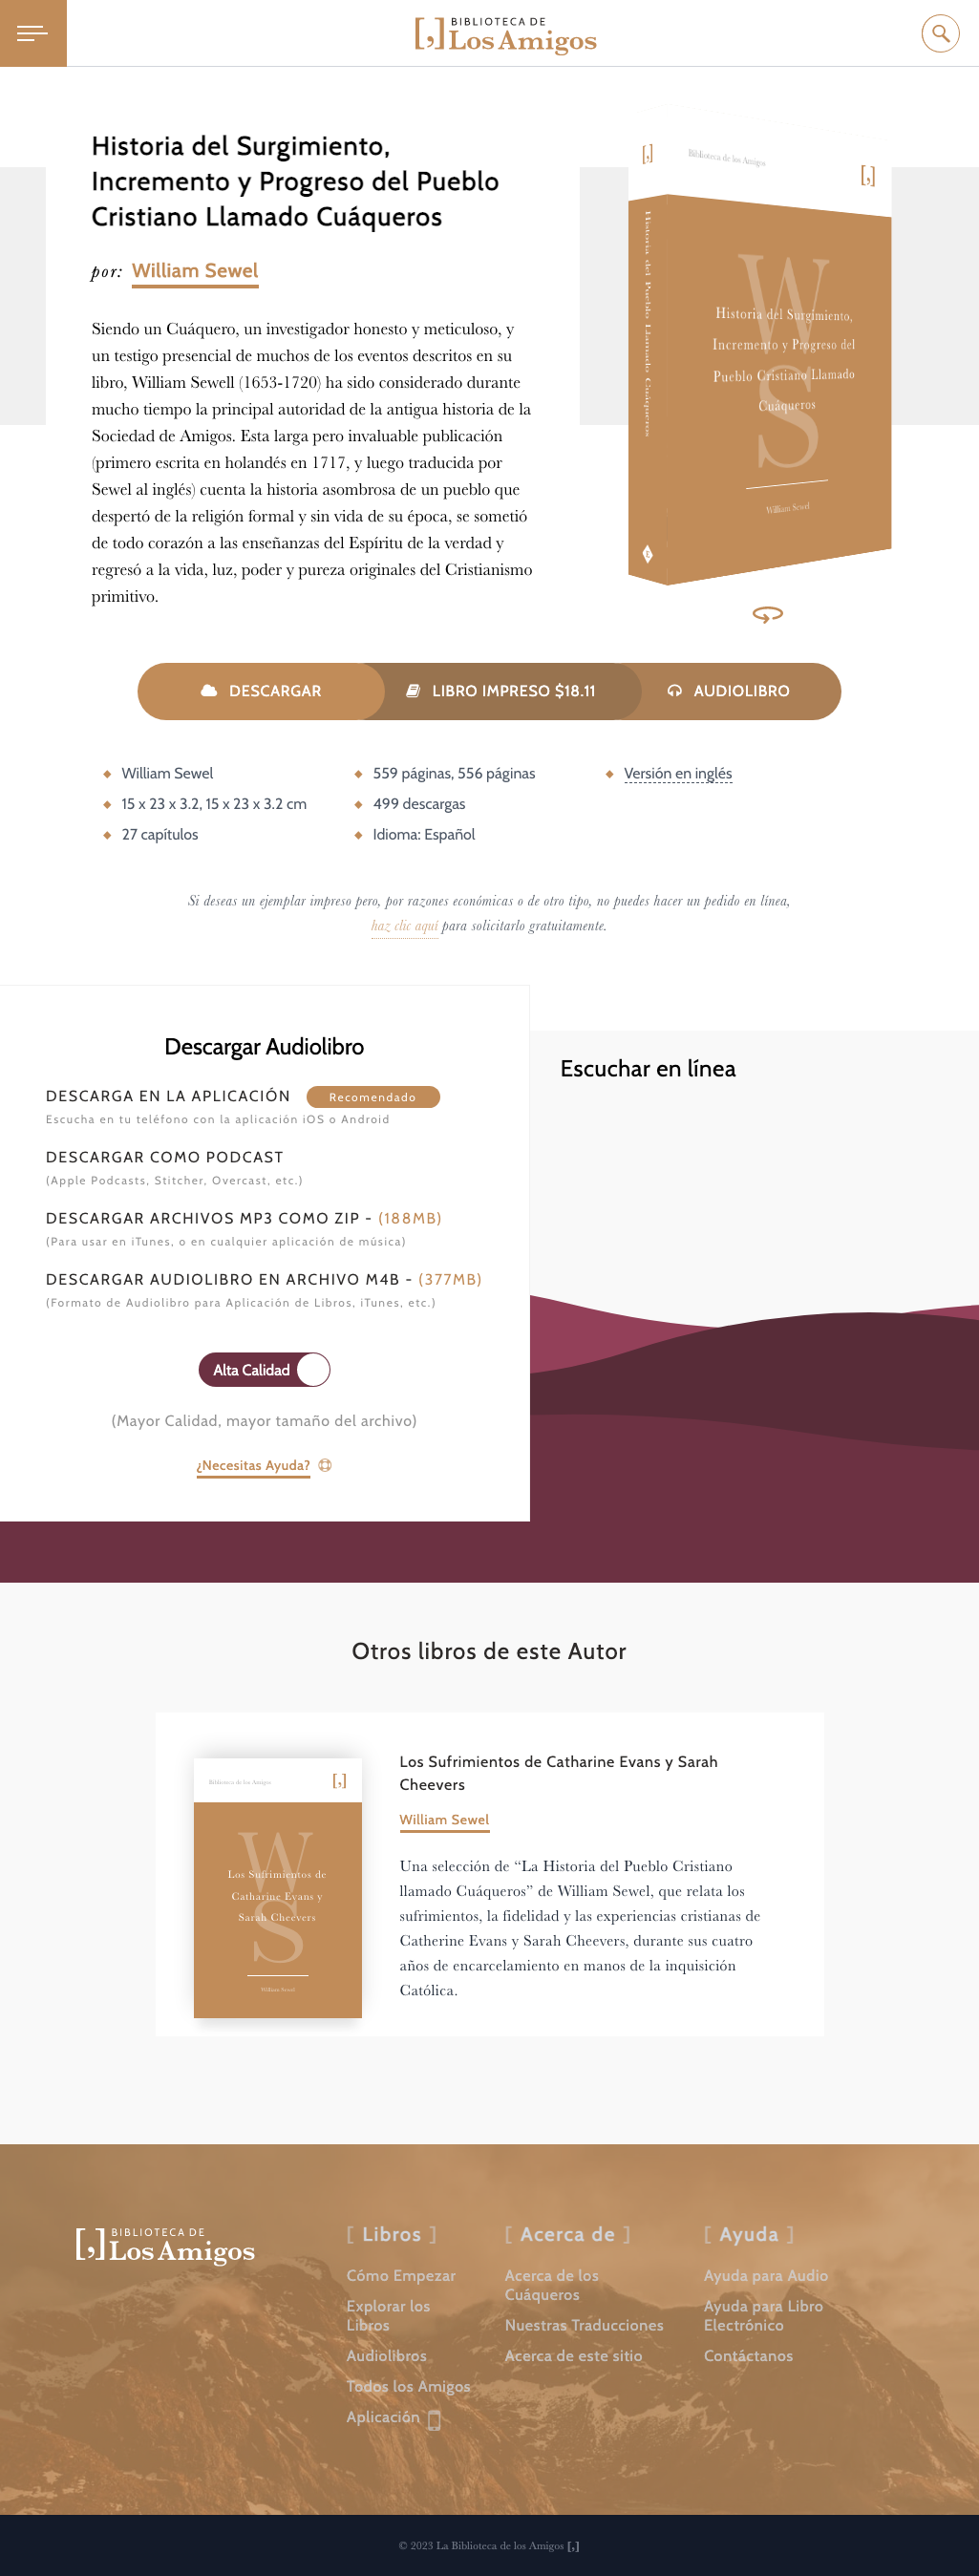 BIBLIOTECA DE
[,] Los Amigos
Historia del Surgimiento,
Incremento y Progreso del Pueblo
Cristiano Llamado Cuáqueros
por: William Sewel
Siendo un Cuáquero, un investigador honesto y meticuloso, y
un testigo presencial de muchos de los eventos descritos en su
libro, William Sewell (1653-1720) ha sido considerado durante
mucho tiempo la principal autoridad de la antigua historia de la
Sociedad de Amigos. Esta larga pero invaluable publicación
(primero escrita en holandés en 1717, y luego traducida por
Sewel al inglés) cuenta la historia asombrosa de un pueblo que
despertó de la religión formal y sin vida de su época, se sometió
de todo corazón a las enseñanzas del Espíritu de la verdad y
regresó a la vida, luz, poder y pureza originales del Cristianismo
primitivo.
[,]
Biblioteca de los Amigos
[,]
Historia del Pueblo Llamado Cuáqueros
W
S
Historia del Surgimiento,
Incremento y Progreso del
Pueblo Cristiano Llamado
Cuáqueros
William Sewel
L
DESCARGAR
LIBRO IMPRESO $18.11
AUDIOLIBRO
William Sewel
15 x 23 x 3.2, 15 x 23 x 3.2 cm
27 capítulos
559 páginas, 556 páginas
499 descargas
Idioma: Español
Versión en inglés
Si deseas un ejemplar impreso pero, por razones económicas o de otro tipo, no puedes hacer un pedido en línea,
haz clic aquí para solicitarlo gratuitamente.
Descargar Audiolibro
DESCARGA EN LA APLICACIÓN Recomendado
Escucha en tu teléfono con la aplicación iOS o Android
DESCARGAR COMO PODCAST
(Apple Podcasts, Stitcher, Overcast, etc.)
DESCARGAR ARCHIVOS MP3 COMO ZIP - (188MB)
(Para usar en iTunes, o en cualquier aplicación de música)
DESCARGAR AUDIOLIBRO EN ARCHIVO M4B - (377MB)
(Formato de Audiolibro para Aplicación de Libros, iTunes, etc.)
Alta Calidad
(Mayor Calidad, mayor tamaño del archivo)
¿Necesitas Ayuda?
Escuchar en línea
Otros libros de este Autor
Biblioteca de los Amigos
[,]
W
S
Los Sufrimientos de
Catharine Evans y
Sarah Cheevers
William Sewel
Los Sufrimientos de Catharine Evans y Sarah
Cheevers
William Sewel
Una selección de “La Historia del Pueblo Cristiano
llamado Cuáqueros” de William Sewel, que relata los
sufrimientos, la fidelidad y las experiencias cristianas de
Catherine Evans y Sarah Cheevers, durante sus cuatro
años de encarcelamiento en manos de la inquisición
Católica.
BIBLIOTECA DE
[,] Los Amigos
[ Libros ]
Cómo Empezar
Explorar los
Libros
Audiolibros
Todos los Amigos
Aplicación
[ Acerca de ]
Acerca de los
Cuáqueros
Nuestras Traducciones
Acerca de este sitio
[ Ayuda ]
Ayuda para Audio
Ayuda para Libro
Electrónico
Contáctanos
© 2023 La Biblioteca de los Amigos [,]